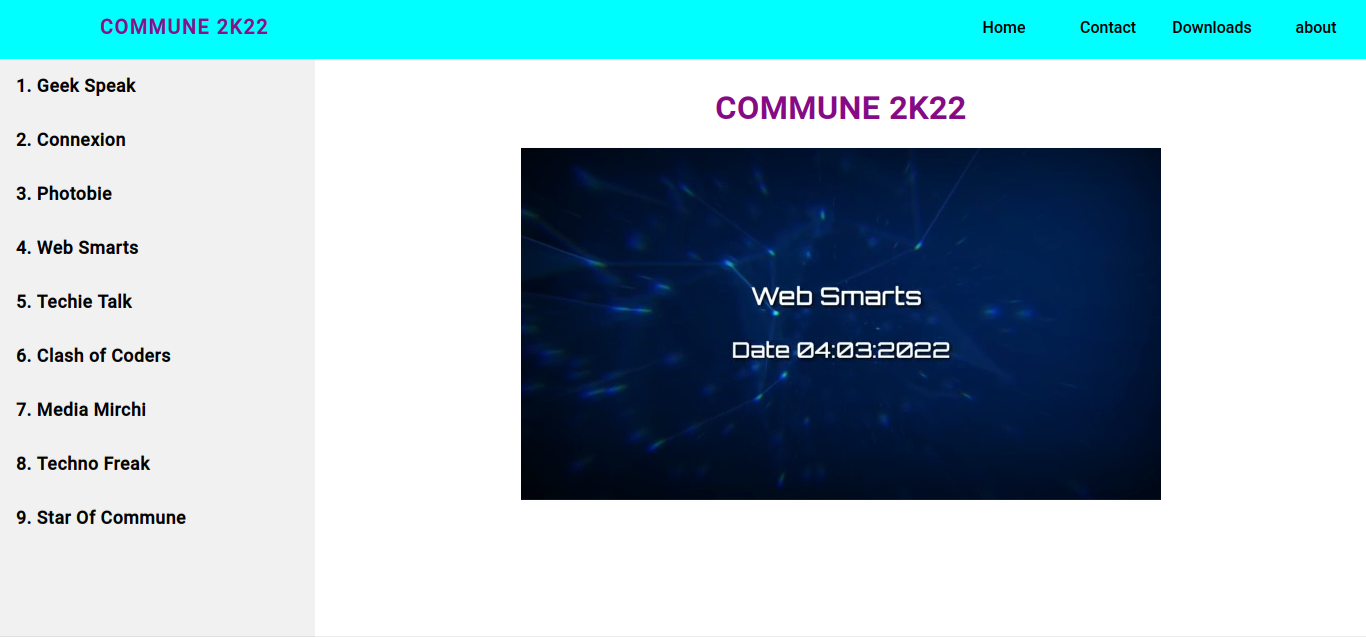 COMMUNE 2K22
Home Contact Downloads about
1. Geek Speak
2. Connexion
3. Photobie
4. Web Smarts
5. Techie Talk
6. Clash of Coders
7. Media Mirchi
8. Techno Freak
9. Star Of Commune
COMMUNE 2K22
Web Smarts
Date 04:03:2022